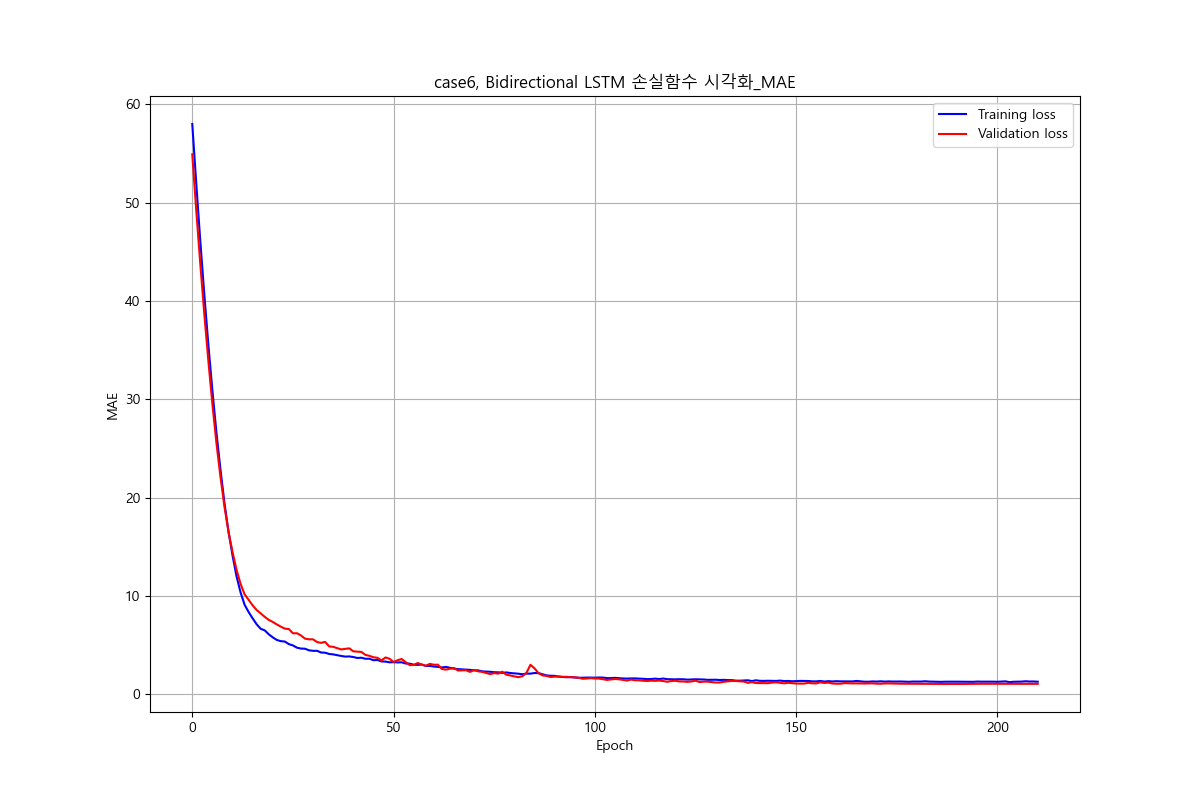 case6, Bidirectional LSTM 손실함수 시각화_MAE
Training loss
Validation loss
60
50
40
30
20
10
0
MAE
0 50 100 150 200
Epoch